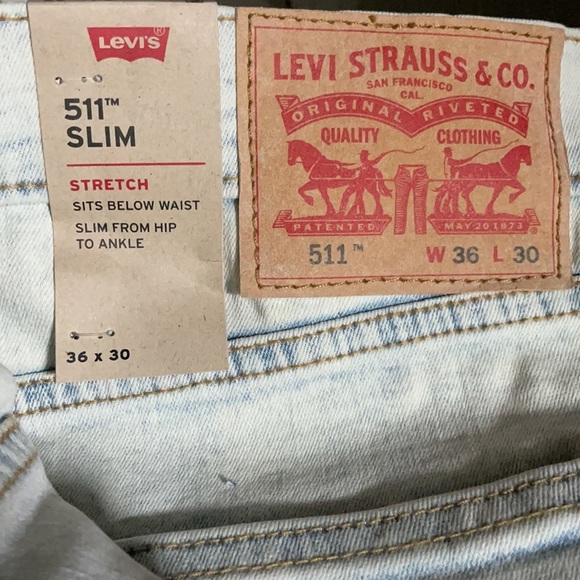 Levi's®
511™
SLIM
STRETCH
SITS BELOW WAIST
SLIM FROM HIP
TO ANKLE
36 x 30
LEVI STRAUSS & CO.
SAN FRANCISCO
CAL.
ORIGINAL RIVETED
QUALITY CLOTHING
PATENTED MAY 20 1873 ®
511™ W 36 L 30